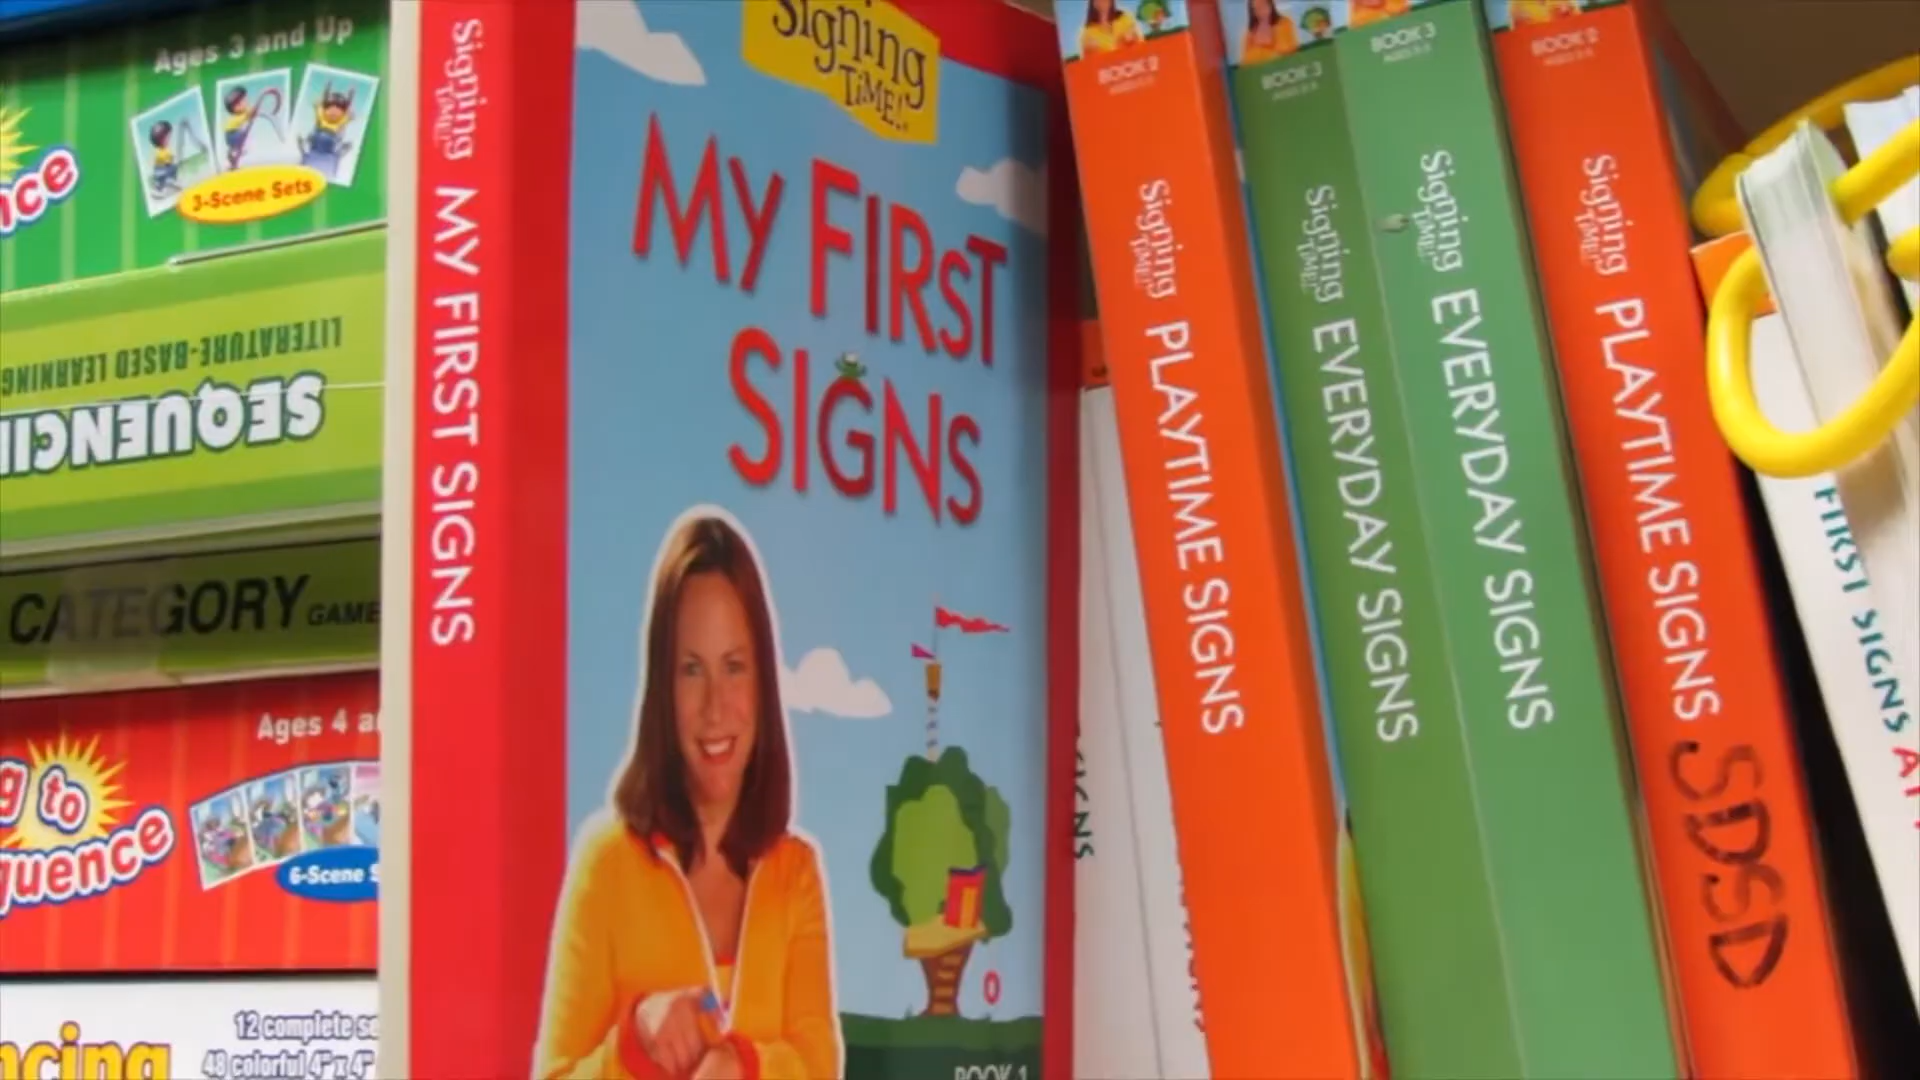 Ages 3 and Up
3-Scene Sets
LITERATURE-BASED LEARNING
CATEGORY GAME
Ages 4
g to
quence
6-Scene
12 complete
48 colorful 4" x 4"
Signing TiME!
MY FIRST SIGNS
Signing
TiME!
MY FIRST
SIGNS
BOOK 1
BOOK 2
Signing TiME!
PLAYTIME SIGNS
BOOK 3
Signing TiME!
EVERYDAY SIGNS
BOOK 3
Signing TiME!
EVERYDAY SIGNS
BOOK 2
Signing TiME!
PLAYTIME SIGNS
SDSD
FIRST SIGNS